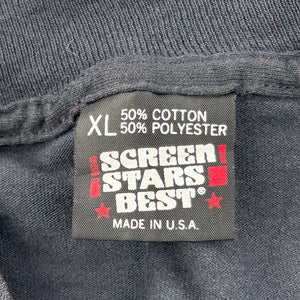 XL 50% COTTON
50% POLYESTER
SCREEN
STARS
BEST®
MADE IN U.S.A.